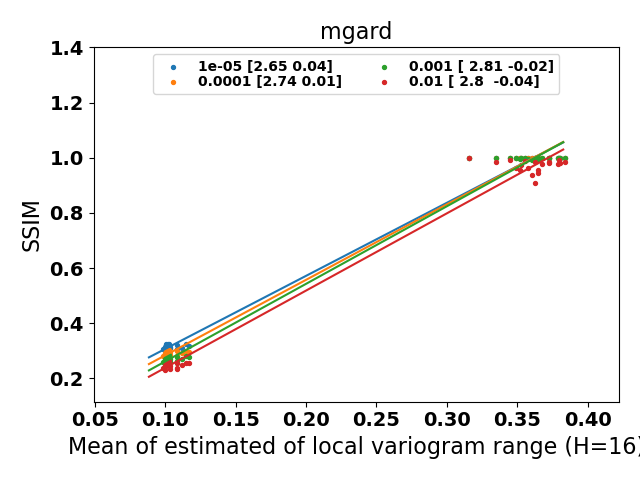 mgard
1e-05 [2.65 0.04]
0.0001 [2.74 0.01]
0.001 [ 2.81 -0.02]
0.01 [ 2.8  -0.04]
SSIM
1.4
1.2
1.0
0.8
0.6
0.4
0.2
0.05 0.10 0.15 0.20 0.25 0.30 0.35 0.40
Mean of estimated of local variogram range (H=16)